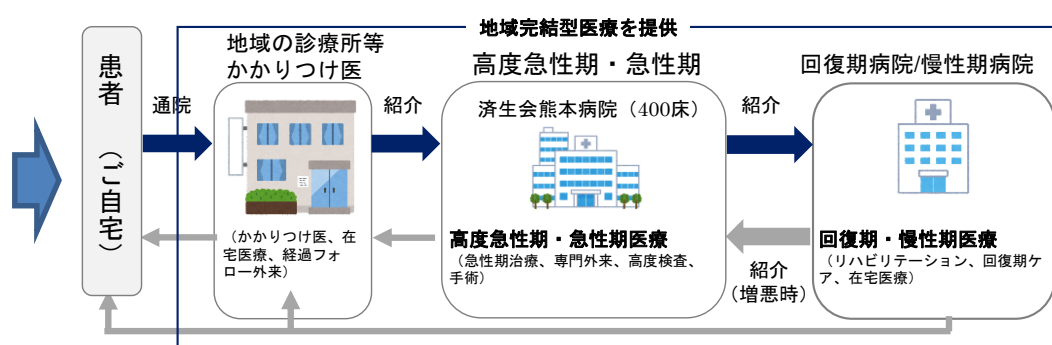 地域完結型医療を提供
患者
（ご自宅）
通院
地域の診療所等
かかりつけ医
（かかりつけ医、在
宅医療、経過フォ
ロー外来）
紹介
高度急性期・急性期
済生会熊本病院（400床）
高度急性期・急性期医療
（急性期治療、専門外来、高度検査、
手術）
紹介
紹介
（増悪時）
回復期病院/慢性期病院
回復期・慢性期医療
（リハビリテーション、回復期ケ
ア、在宅医療）